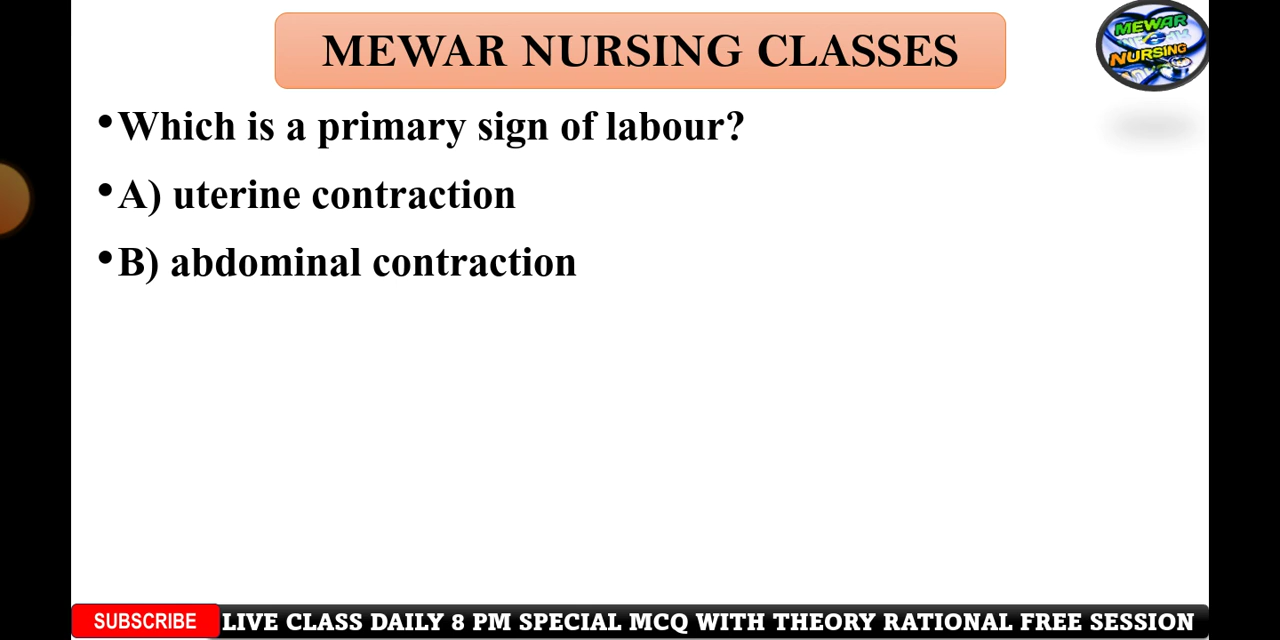 MEWAR NURSING CLASSES
MEWAR
NURSING
•Which is a primary sign of labour?
•A) uterine contraction
•B) abdominal contraction
SUBSCRIBE
LIVE CLASS DAILY 8 PM SPECIAL MCQ WITH THEORY RATIONAL FREE SESSION